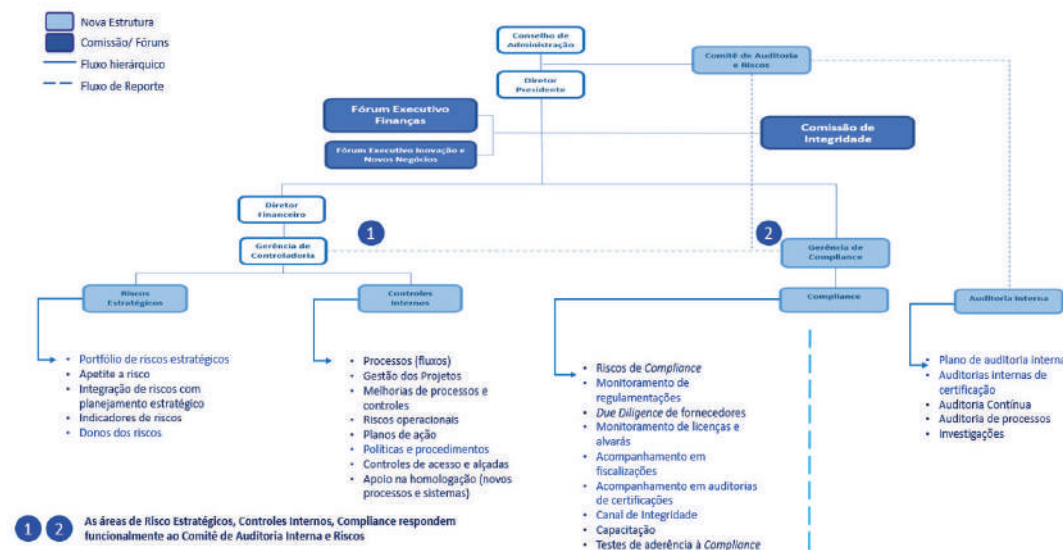 Nova Estrutura
Comissão/ Fóruns
Fluxo hierárquico
Fluxo de Reporte
Conselho de
Administração
Comitê de Auditoria
e Riscos
Diretor
Presidente
Fórum Executivo
Finanças
Comissão de
Integridade
Fórum Executivo Inovação e
Novos Negócios
Diretor
Financeiro
1
2
Gerência de
Controladoria
Gerência de
Compliance
Riscos
Estratégicos
Controles
Internos
Compliance
Auditoria Interna
• Portfólio de riscos estratégicos
• Apetite a risco
• Integração de riscos com
planejamento estratégico
• Indicadores de riscos
• Donos dos riscos
• Processos (fluxos)
• Gestão dos Projetos
• Melhorias de processos e
controles
• Riscos operacionais
• Planos de ação
• Políticas e procedimentos
• Controles de acesso e alçadas
• Apoio na homologação (novos
processos e sistemas)
• Riscos de Compliance
• Monitoramento de
regulamentações
• Due Diligence de fornecedores
• Monitoramento de licenças e
alvarás
• Acompanhamento em
fiscalizações
• Acompanhamento em auditorias
de certificações
• Canal de Integridade
• Capacitação
• Testes de aderência à Compliance
• Plano de auditoria interna
• Auditorias internas de
certificação
• Auditoria Contínua
• Auditoria de processos
• Investigações
1 2 As áreas de Risco Estratégicos, Controles Internos, Compliance respondem
funcionalmente ao Comitê de Auditoria Interna e Riscos